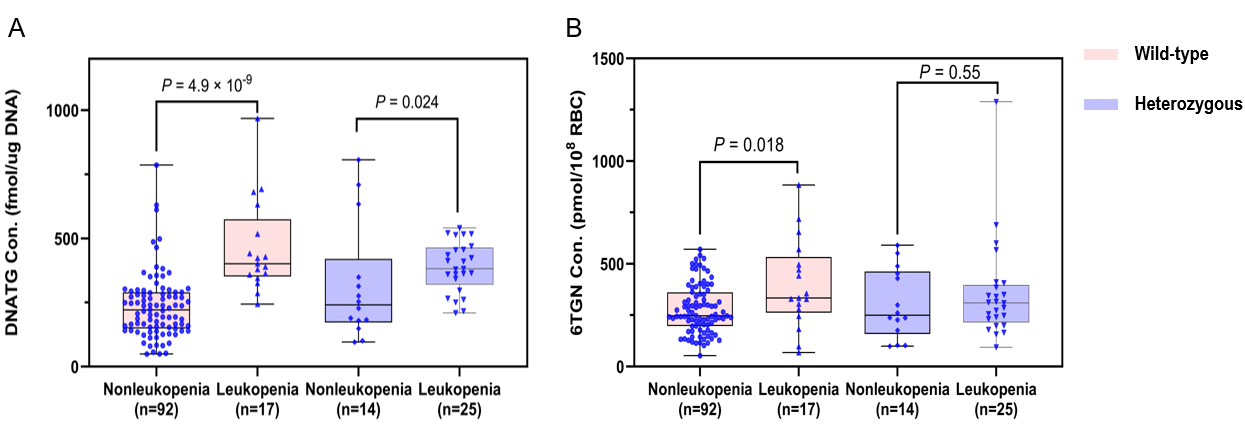 A
DNATG Con. (fmol/ug DNA)
1000
500
0
P = 4.9 × 10-9
P = 0.024
Nonleukopenia
(n=92)
Leukopenia
(n=17)
Nonleukopenia
(n=14)
Leukopenia
(n=25)
B
6TGN Con. (pmol/10⁸ RBC)
1500
1000
500
0
P = 0.018
P = 0.55
Nonleukopenia
(n=92)
Leukopenia
(n=17)
Nonleukopenia
(n=14)
Leukopenia
(n=25)
Wild-type
Heterozygous